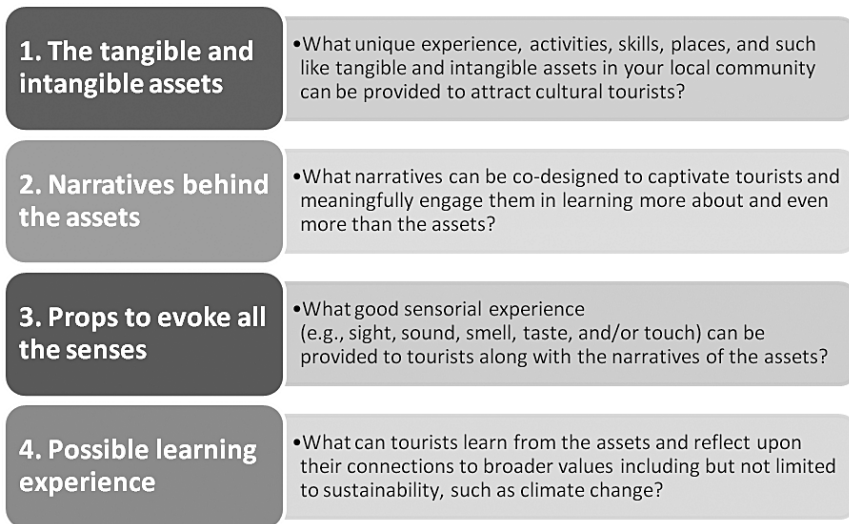 1. The tangible and
intangible assets
•What unique experience, activities, skills, places, and such
like tangible and intangible assets in your local community
can be provided to attract cultural tourists?
2. Narratives behind
the assets
•What narratives can be co-designed to captivate tourists and
meaningfully engage them in learning more about and even
more than the assets?
3. Props to evoke all
the senses
•What good sensorial experience
(e.g., sight, sound, smell, taste, and/or touch) can be
provided to tourists along with the narratives of the assets?
4. Possible learning
experience
•What can tourists learn from the assets and reflect upon
their connections to broader values including but not limited
to sustainability, such as climate change?